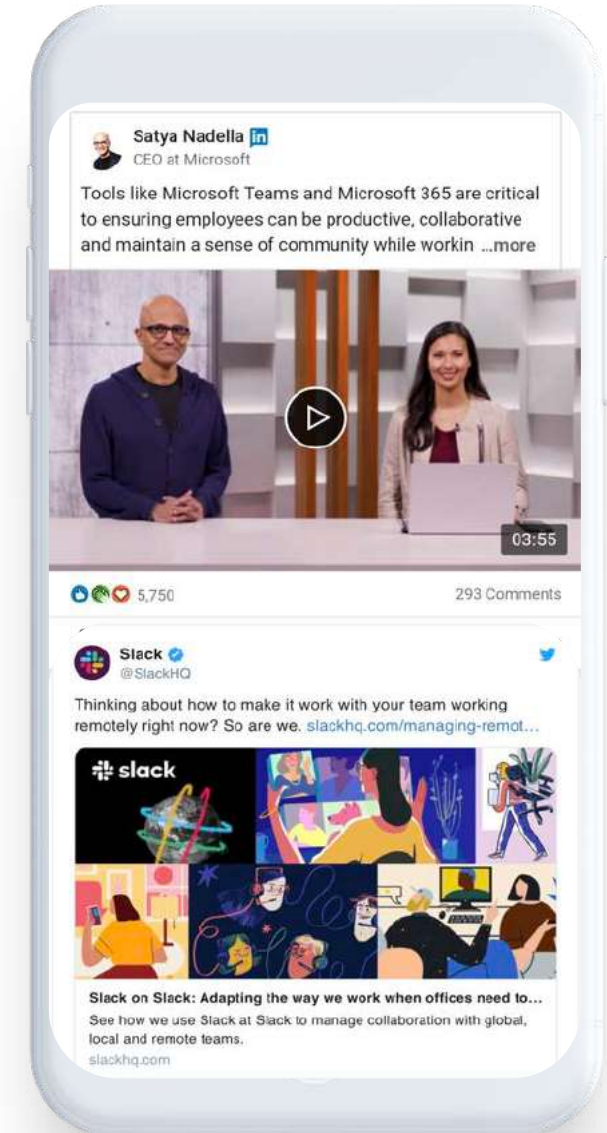 Satya Nadella in
CEO at Microsoft
Tools like Microsoft Teams and Microsoft 365 are critical
to ensuring employees can be productive, collaborative
and maintain a sense of community while workin ...more
03:55
5,750
293 Comments
Slack
@SlackHQ
Thinking about how to make it work with your team working
remotely right now? So are we. slackhq.com/managing-remot...
slack
Slack on Slack: Adapting the way we work when offices need to...
See how we use Slack at Slack to manage collaboration with global,
local and remote teams.
slackhq.com